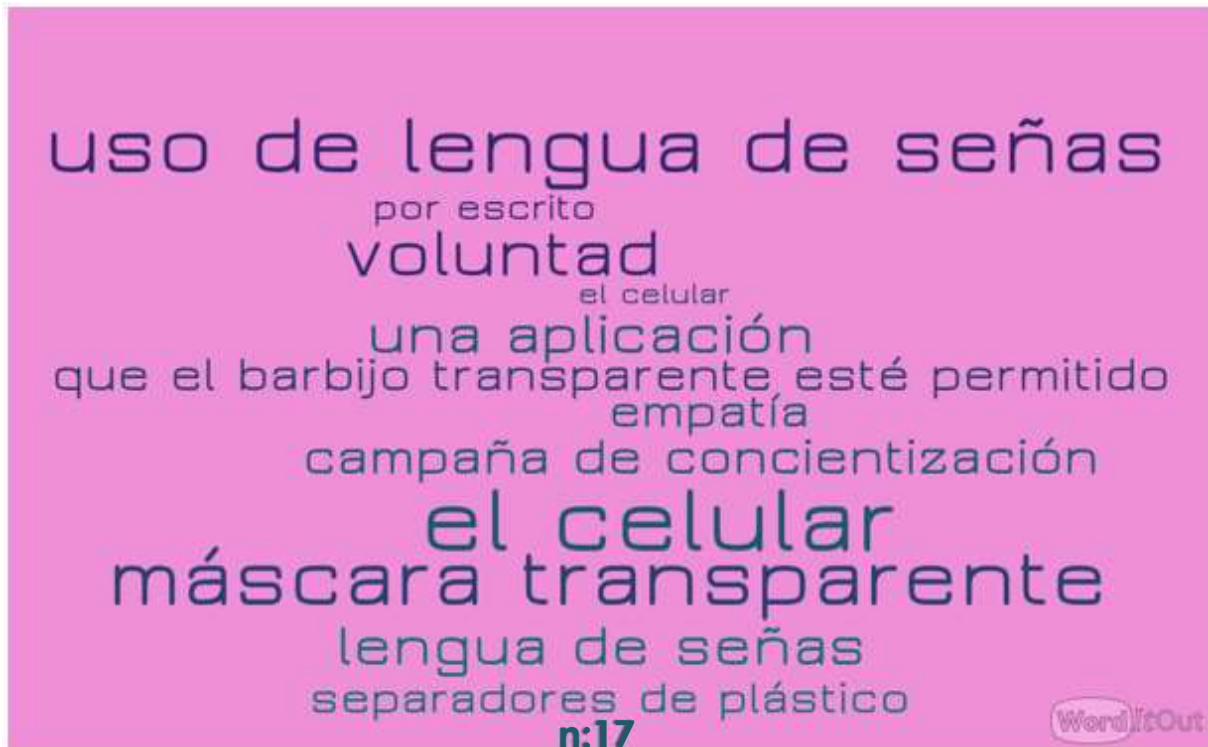 uso de lengua de señas
por escrito
voluntad
el celular
una aplicación
que el barbijo transparente esté permitido
empatía
campaña de concientización
el celular
máscara transparente
lengua de señas
separadores de plástico
n:17
WordItOut